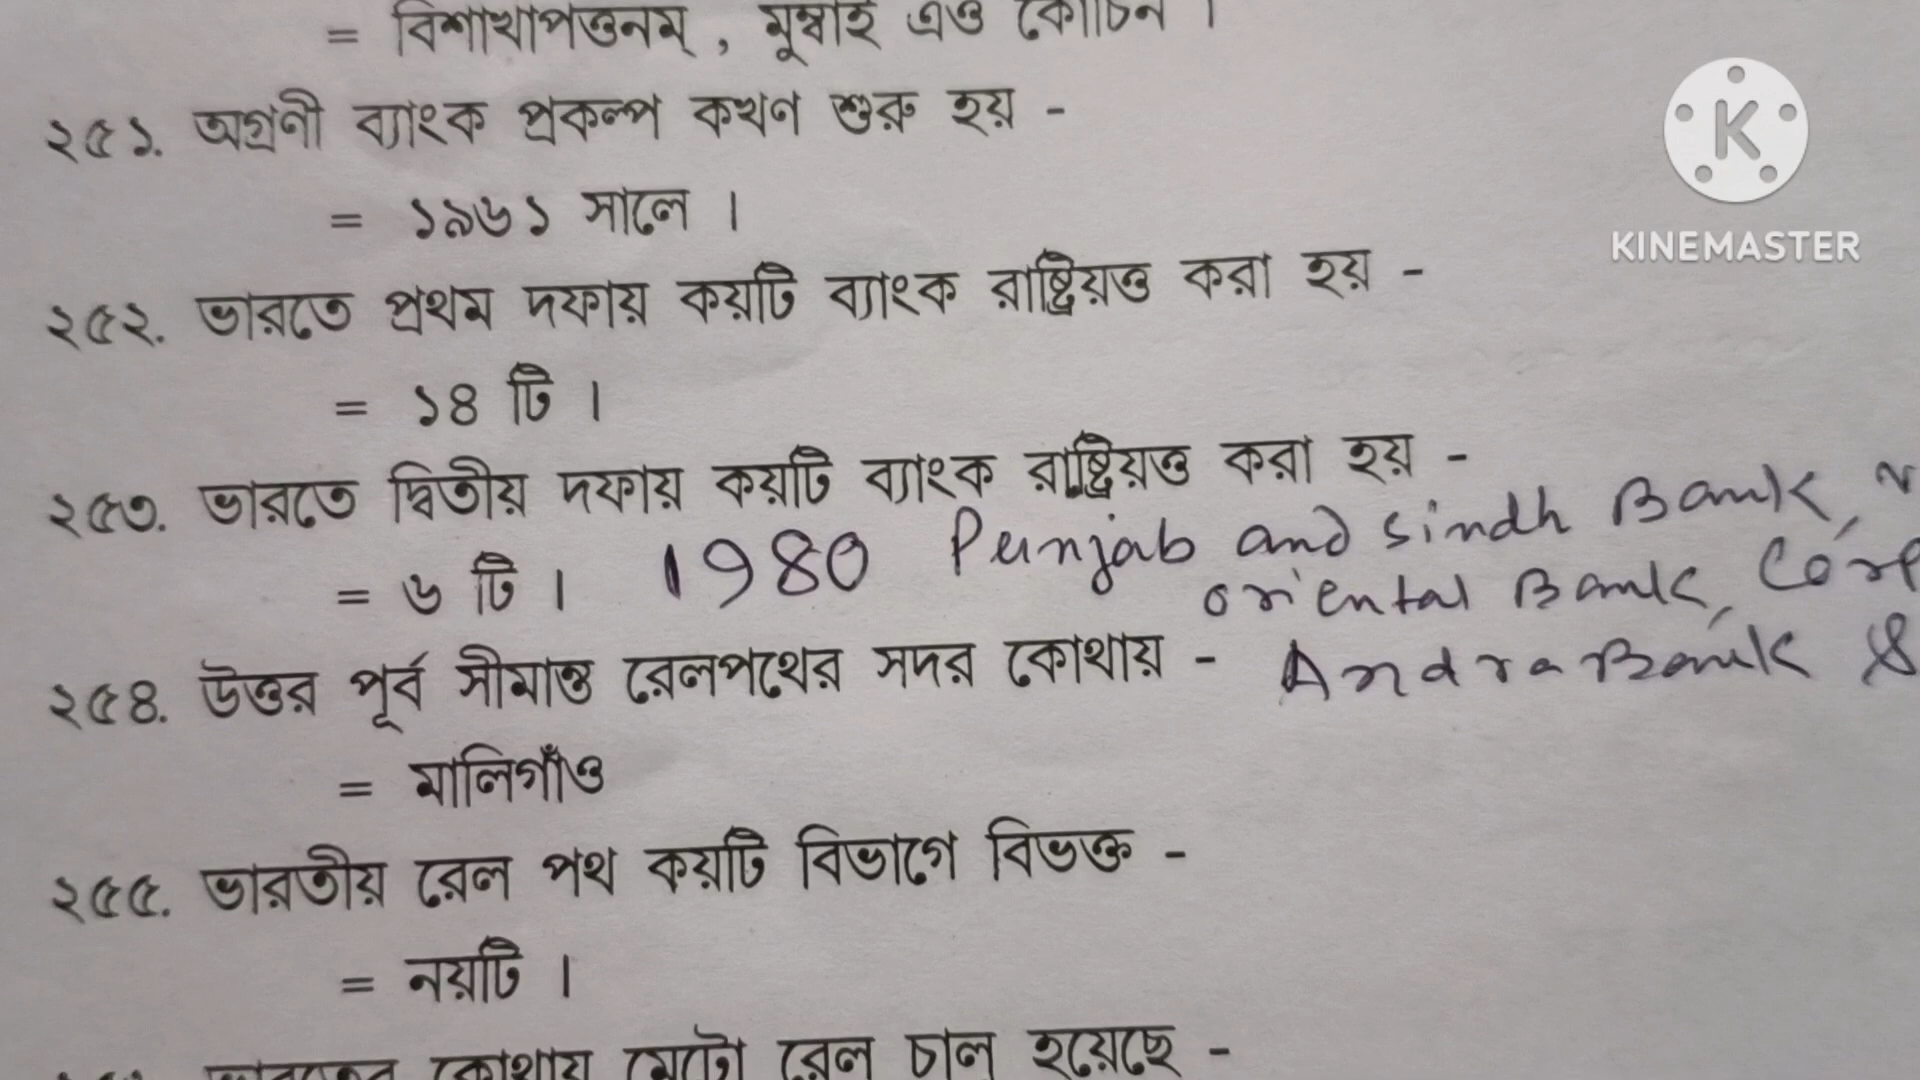 = বিশাখাপত্তনম্ , মুম্বাই এণ্ড কোচিন ।
২৫১. অগ্রণী ব্যাংক প্রকল্প কখণ শুরু হয় -
= ১৯৬১ সালে ।
KINEMASTER
২৫২. ভারতে প্রথম দফায় কয়টি ব্যাংক রাষ্ট্রিয়ত্ত করা হয় -
= ১৪ টি ।
২৫৩. ভারতে দ্বিতীয় দফায় কয়টি ব্যাংক রাষ্ট্রিয়ত্ত করা হয় -
= ৬ টি । 1980 Punjab and Sindh Bank,
oriental Bank, Corp
২৫৪. উত্তর পূর্ব সীমান্ত রেলপথের সদর কোথায় - Andra Bank &
= মালিগাঁও
২৫৫. ভারতীয় রেল পথ কয়টি বিভাগে বিভক্ত -
= নয়টি ।
কোথায় মেট্রো রেল চালু হয়েছে -